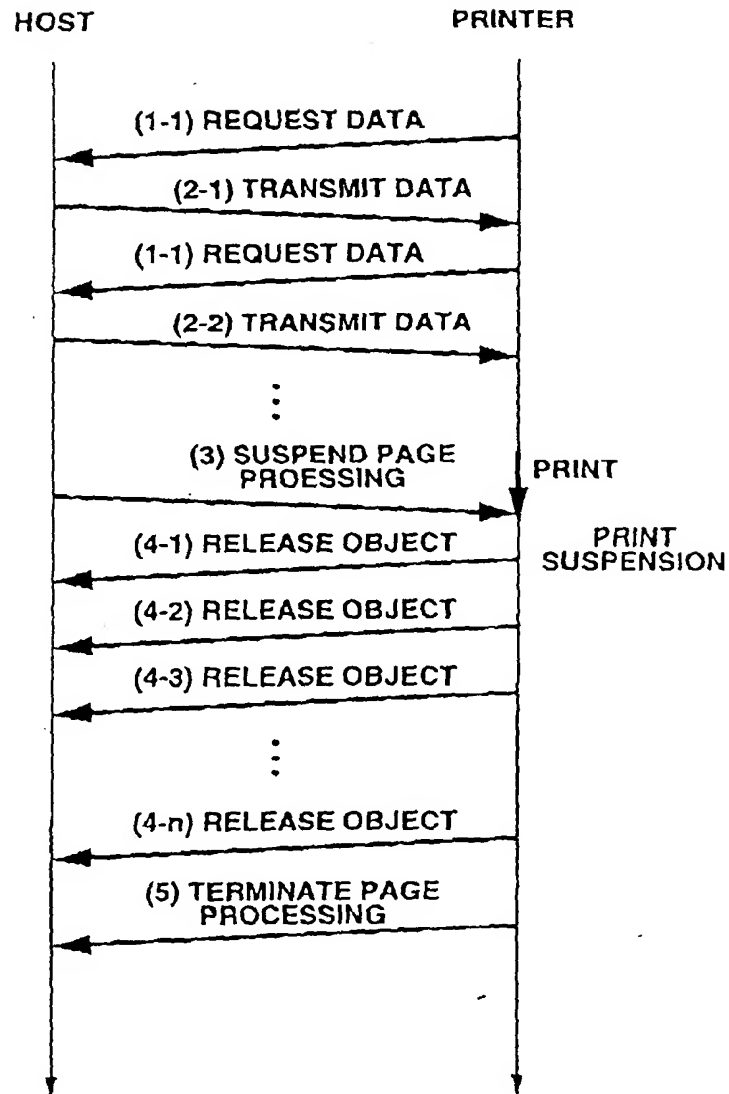 HOST
PRINTER
(1-1) REQUEST DATA
(2-1) TRANSMIT DATA
(1-1) REQUEST DATA
(2-2) TRANSMIT DATA
(3) SUSPEND PAGE
PROESSING
PRINT
PRINT
SUSPENSION
(4-1) RELEASE OBJECT
(4-2) RELEASE OBJECT
(4-3) RELEASE OBJECT
(4-n) RELEASE OBJECT
(5) TERMINATE PAGE
PROCESSING